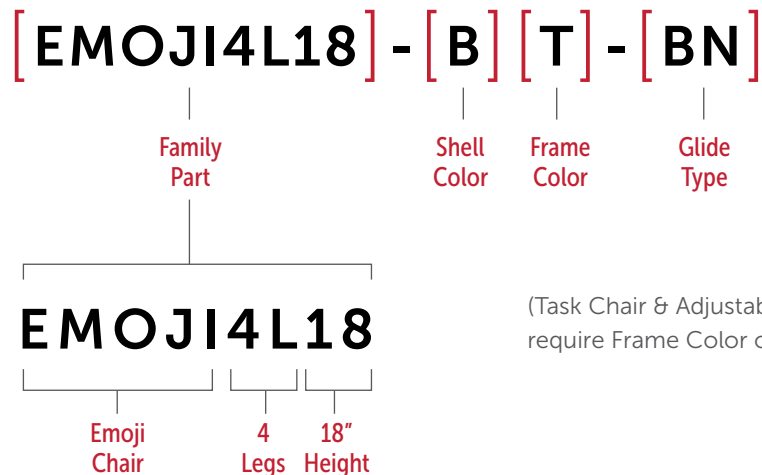 [EMOJI4L18]-[B][T]-[BN]
Family Part
Shell Color
Frame Color
Glide Type
EMOJI4L18
(Task Chair & Adjustab
require Frame Color
Emoji Chair
4 Legs
18” Height